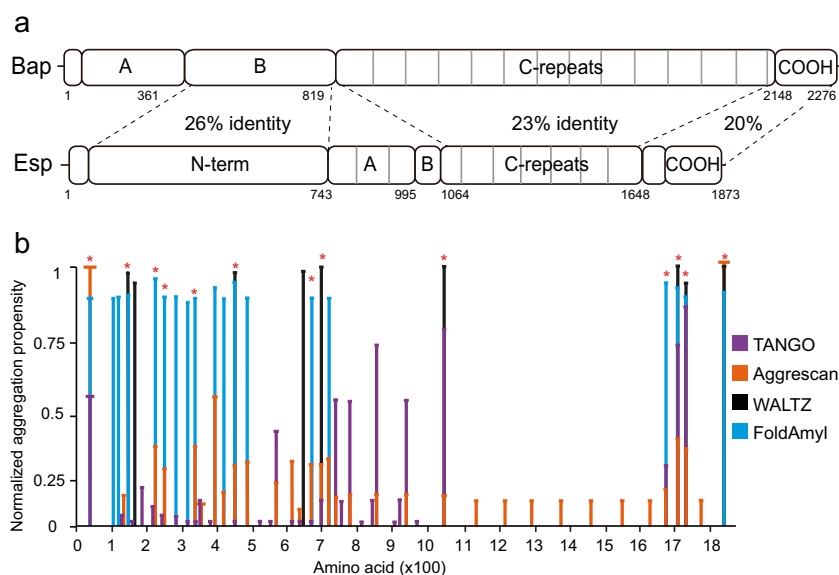 a
Bap A B C-repeats COOH
1 361 819 2148 2276
26% identity 23% identity 20%
Esp N-term A B C-repeats COOH
1 743 995 1064 1648 1873
b
* * * * * * * * * * * * *
Normalized aggregation propensity
1
0.75
0.5
0.25
0
TANGO
Aggrescan
WALTZ
FoldAmyl
0 1 2 3 4 5 6 7 8 9 10 11 12 13 14 15 16 17 18
Amino acid (x100)